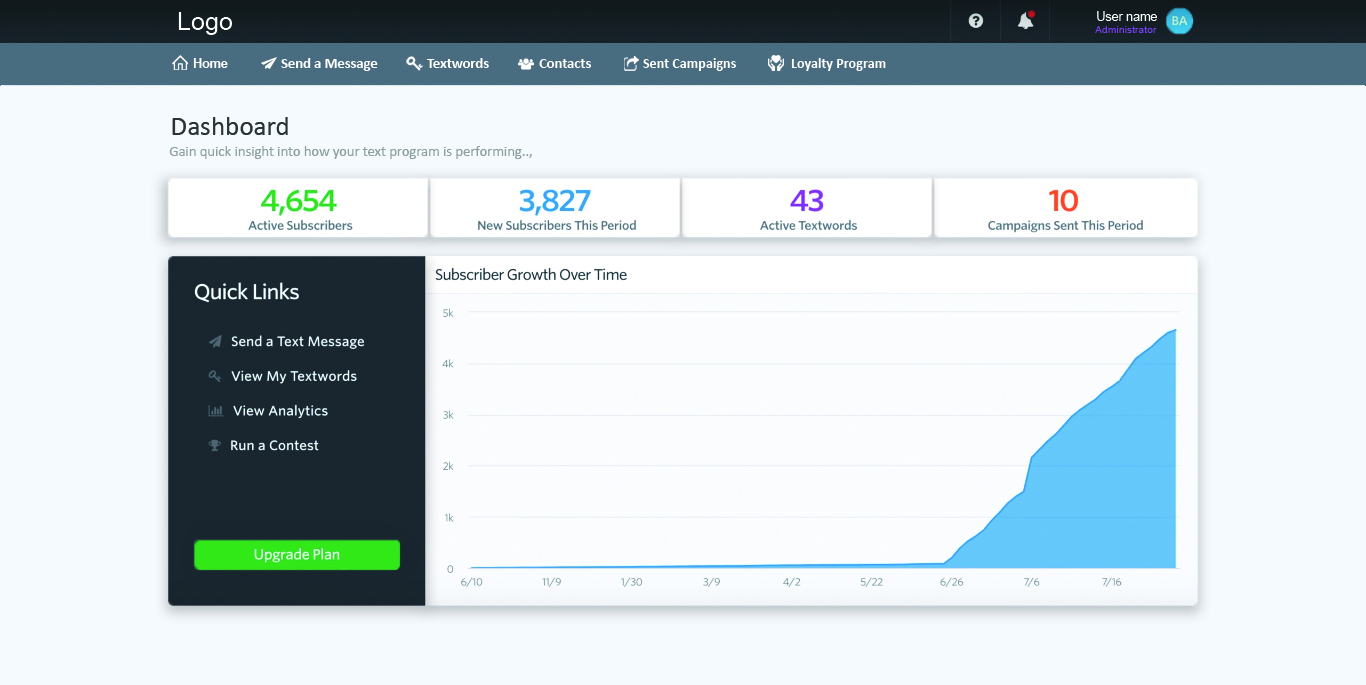 Logo
User name
Administrator
BA
Home
Send a Message
Textwords
Contacts
Sent Campaigns
Loyalty Program
Dashboard
Gain quick insight into how your text program is performing..,
4,654
Active Subscribers
3,827
New Subscribers This Period
43
Active Textwords
10
Campaigns Sent This Period
Quick Links
Send a Text Message
View My Textwords
View Analytics
Run a Contest
Upgrade Plan
Subscriber Growth Over Time
5k
4k
3k
2k
1k
0
6/10 11/9 1/30 3/9 4/2 5/22 6/26 7/6 7/16